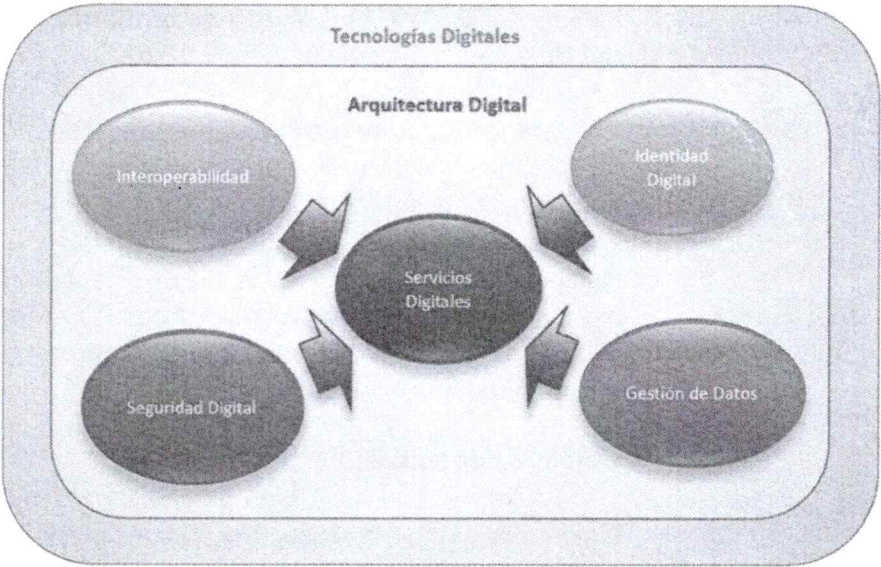 Tecnologías Digitales
Arquitectura Digital
Interoperabilidad
Identidad
Digital
Servicios
Digitales
Seguridad Digital
Gestión de Datos